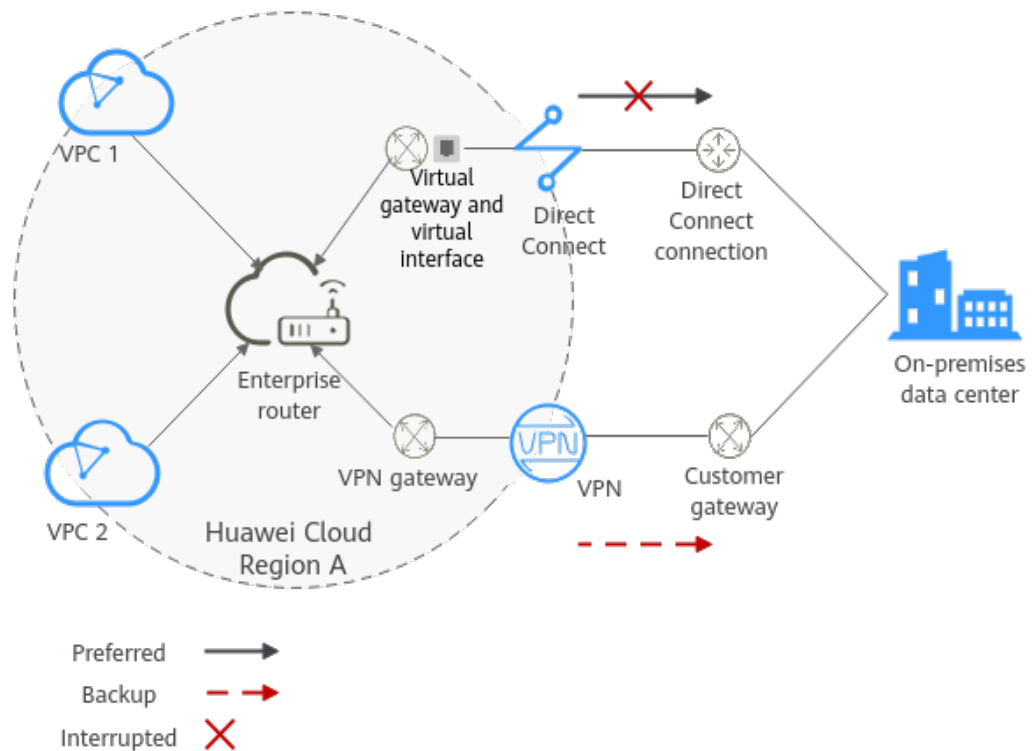 VPC 1
Virtual
gateway and
virtual
interface
Direct
Connect
Direct
Connect
connection
Enterprise
router
On-premises
data center
VPN gateway
VPN
VPN
Customer
gateway
VPC 2
Huawei Cloud
Region A
Preferred
Backup
Interrupted